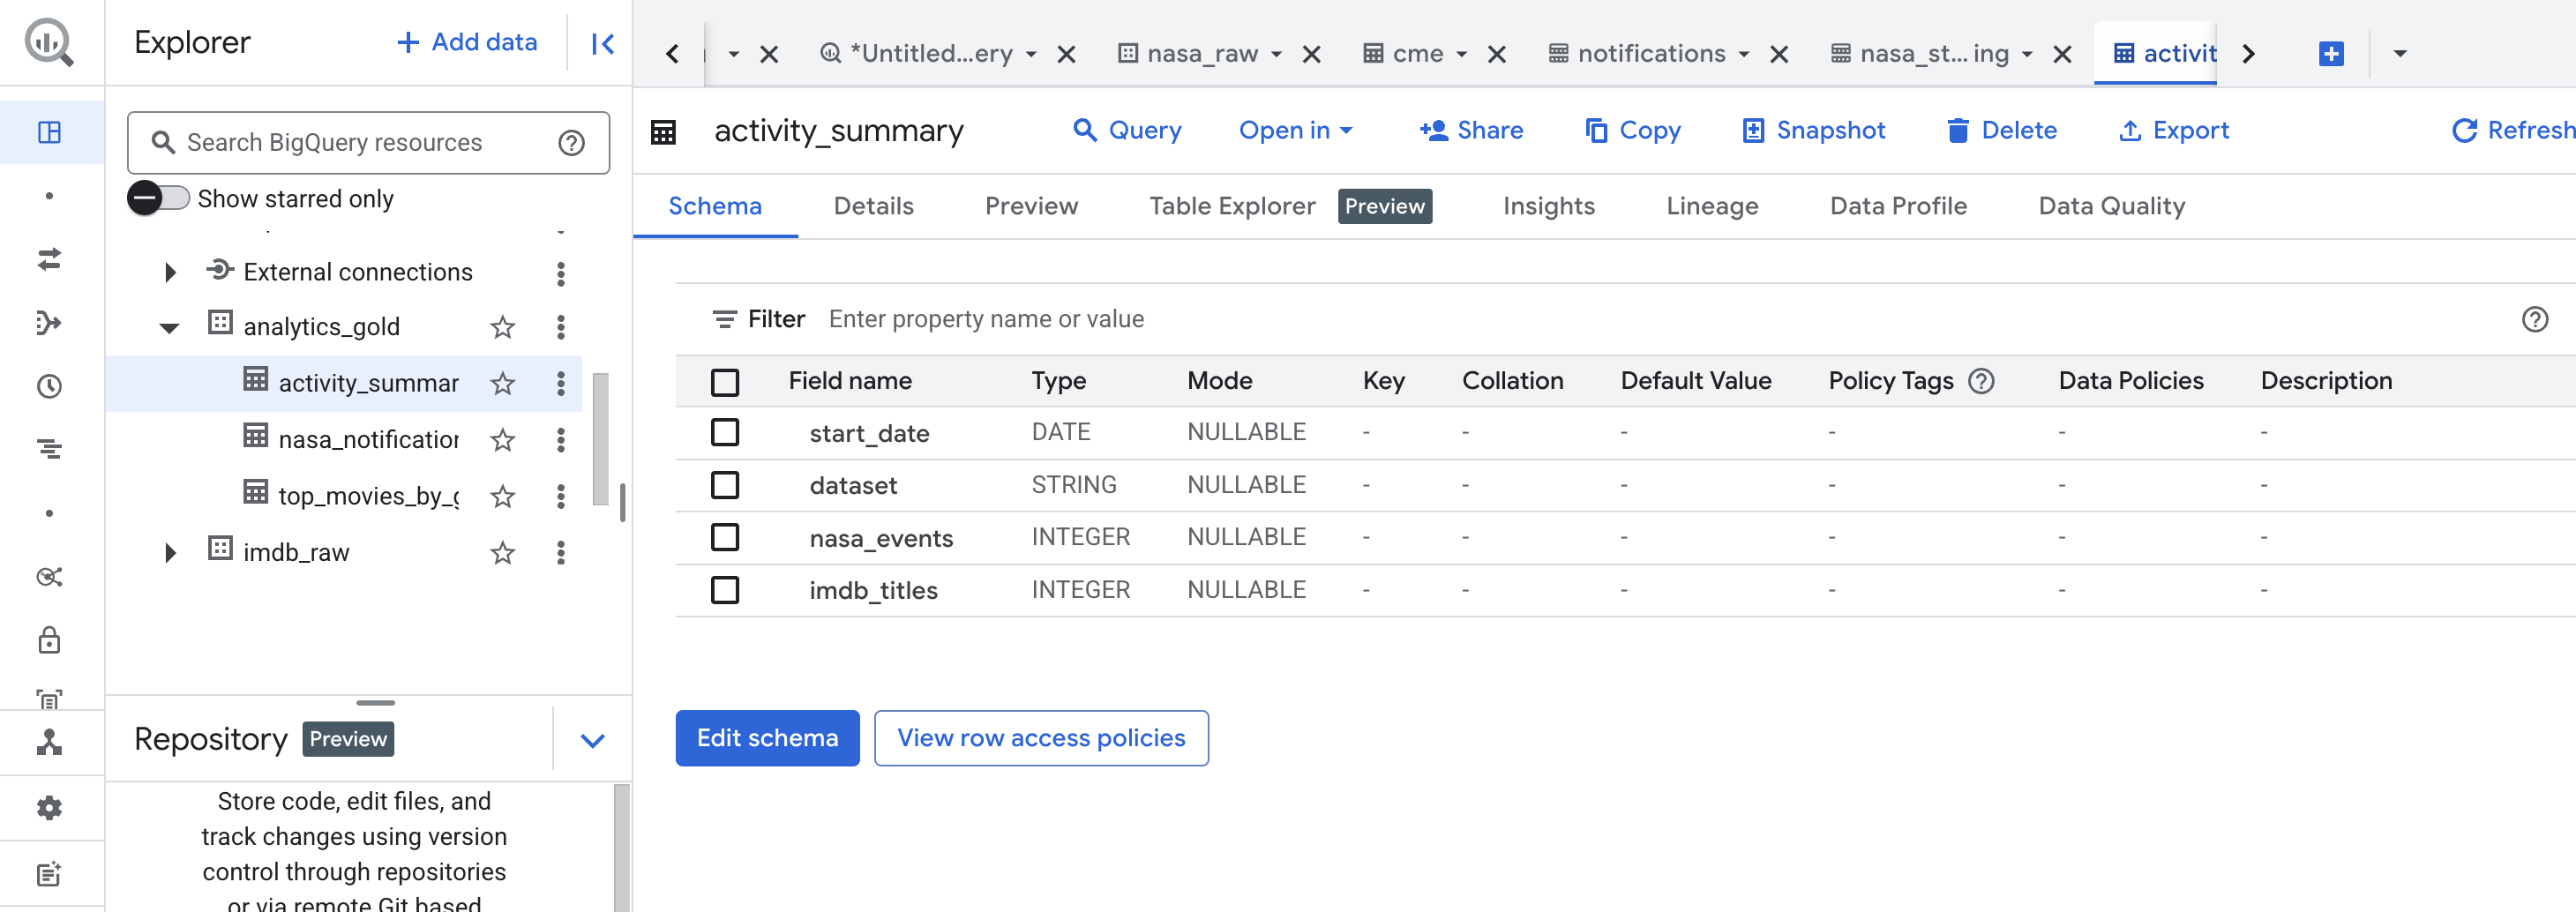 Explorer
Add data
*Untitled...ery
nasa_raw
cme
notifications
nasa_st... ing
activit
Search BigQuery resources
Show starred only
External connections
analytics_gold
activity_summar
nasa_notification
top_movies_by_g
imdb_raw
Repository Preview
Store code, edit files, and
track changes using version
control through repositories
or via remote Git based
activity_summary
Query
Open in
Share
Copy
Snapshot
Delete
Export
Refresh
Schema
Details
Preview
Table Explorer Preview
Insights
Lineage
Data Profile
Data Quality
Filter Enter property name or value
Field name Type Mode Key Collation Default Value Policy Tags Data Policies Description
start_date DATE NULLABLE - - - - - -
dataset STRING NULLABLE - - - - - -
nasa_events INTEGER NULLABLE - - - - - -
imdb_titles INTEGER NULLABLE - - - - - -
Edit schema
View row access policies